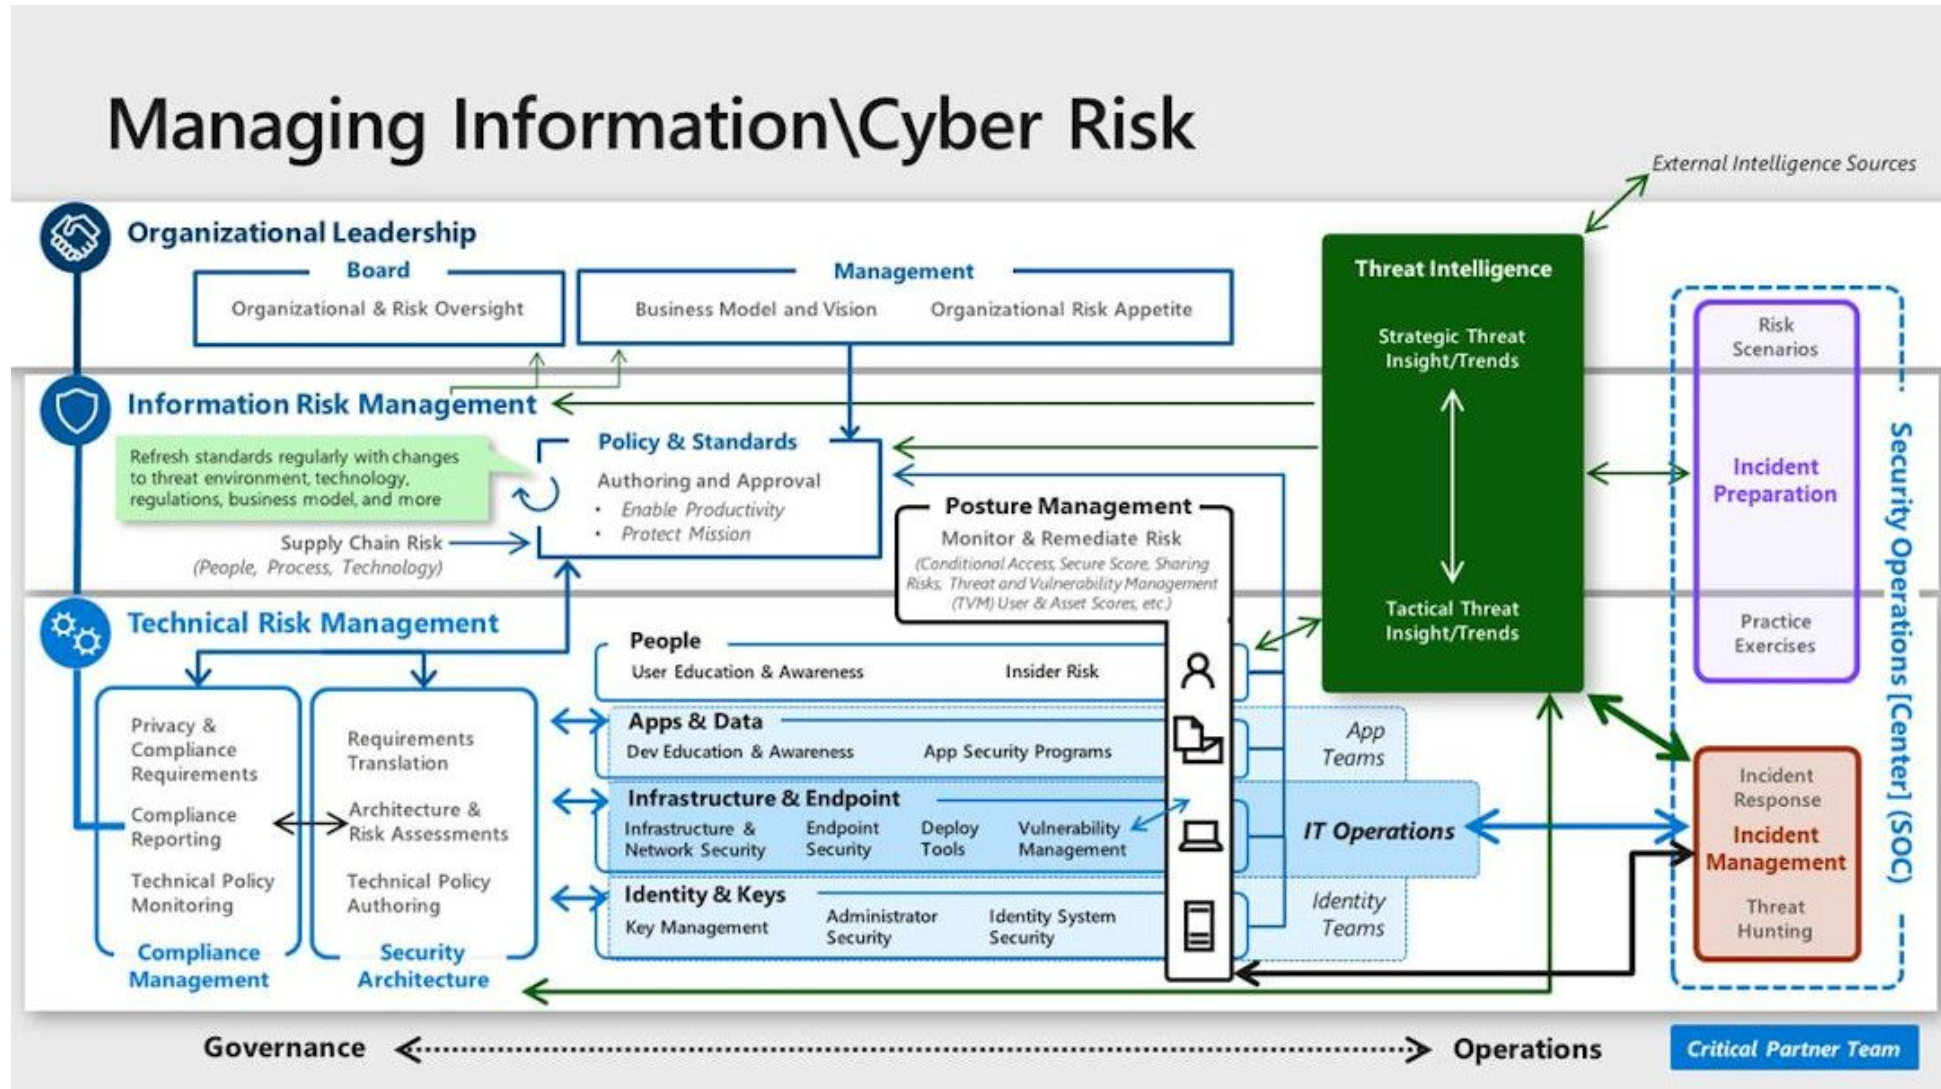 Managing Information\Cyber Risk
External Intelligence Sources
Organizational Leadership
Board
Organizational & Risk Oversight
Management
Business Model and Vision
Organizational Risk Appetite
Information Risk Management
Refresh standards regularly with changes
to threat environment, technology,
regulations, business model, and more
Supply Chain Risk
(People, Process, Technology)
Policy & Standards
Authoring and Approval
• Enable Productivity
• Protect Mission
Posture Management
Monitor & Remediate Risk
(Conditional Access, Secure Score, Sharing
Risks, Threat and Vulnerability Management
(TVM) User & Asset Scores, etc.)
Threat Intelligence
Strategic Threat
Insight/Trends
Tactical Threat
Insight/Trends
Risk
Scenarios
Incident
Preparation
Practice
Exercises
Security Operations [Center] (SOC)
Technical Risk Management
Privacy &
Compliance
Requirements
Compliance
Reporting
Technical Policy
Monitoring
Compliance
Management
Requirements
Translation
Architecture &
Risk Assessments
Technical Policy
Authoring
Security
Architecture
People
User Education & Awareness
Insider Risk
Apps & Data
Dev Education & Awareness
App Security Programs
App
Teams
Infrastructure & Endpoint
Infrastructure &
Network Security
Endpoint
Security
Deploy
Tools
Vulnerability
Management
IT Operations
Identity & Keys
Key Management
Administrator
Security
Identity System
Security
Identity
Teams
Incident
Response
Incident
Management
Threat
Hunting
Governance
Operations
Critical Partner Team